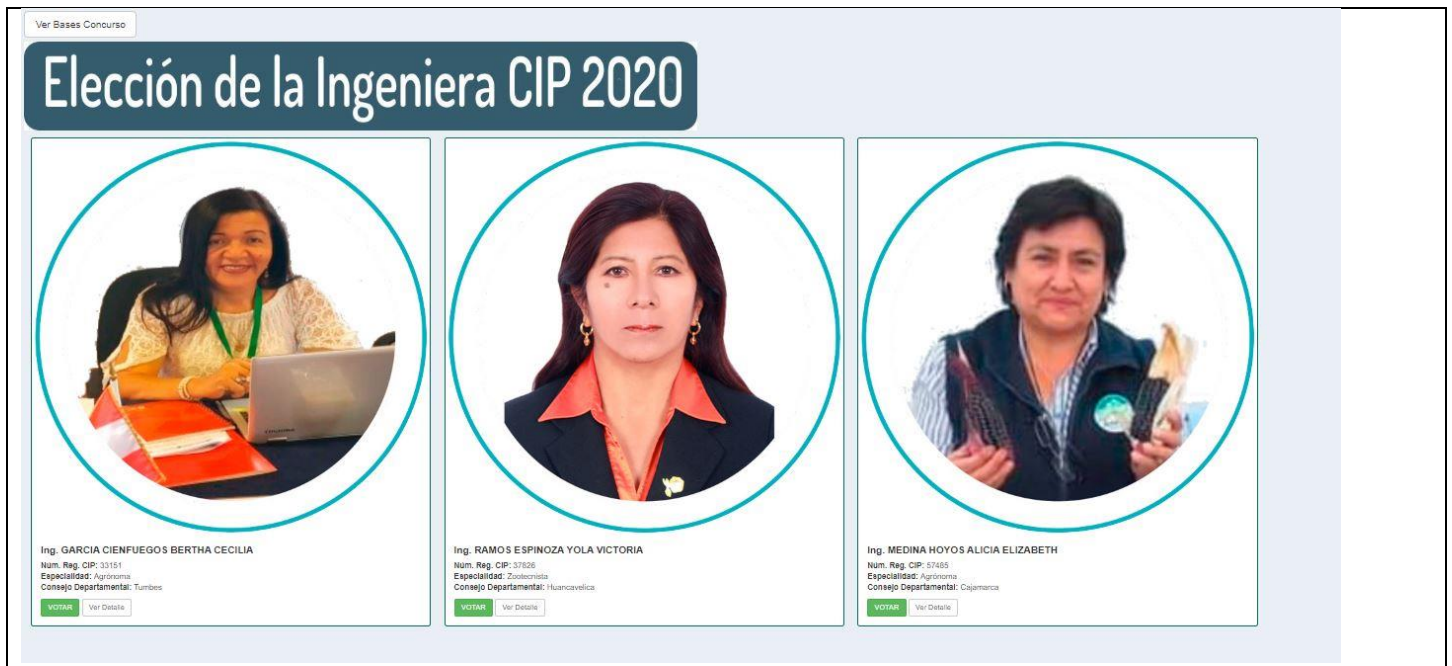 Ver Bases Concurso
Elección de la Ingeniera CIP 2020
Ing. GARCIA CIENFUEGOS BERTHA CECILIA
Núm. Reg. CIP: 33151
Especialidad: Agrónoma
Consejo Departamental: Tumbes
VOTAR Ver Detalle
Ing. RAMOS ESPINOZA YOLA VICTORIA
Núm. Reg. CIP: 37826
Especialidad: Zootecnista
Consejo Departamental: Huancavelica
VOTAR Ver Detalle
Ing. MEDINA HOYOS ALICIA ELIZABETH
Núm. Reg. CIP: 57485
Especialidad: Agrónoma
Consejo Departamental: Cajamarca
VOTAR Ver Detalle